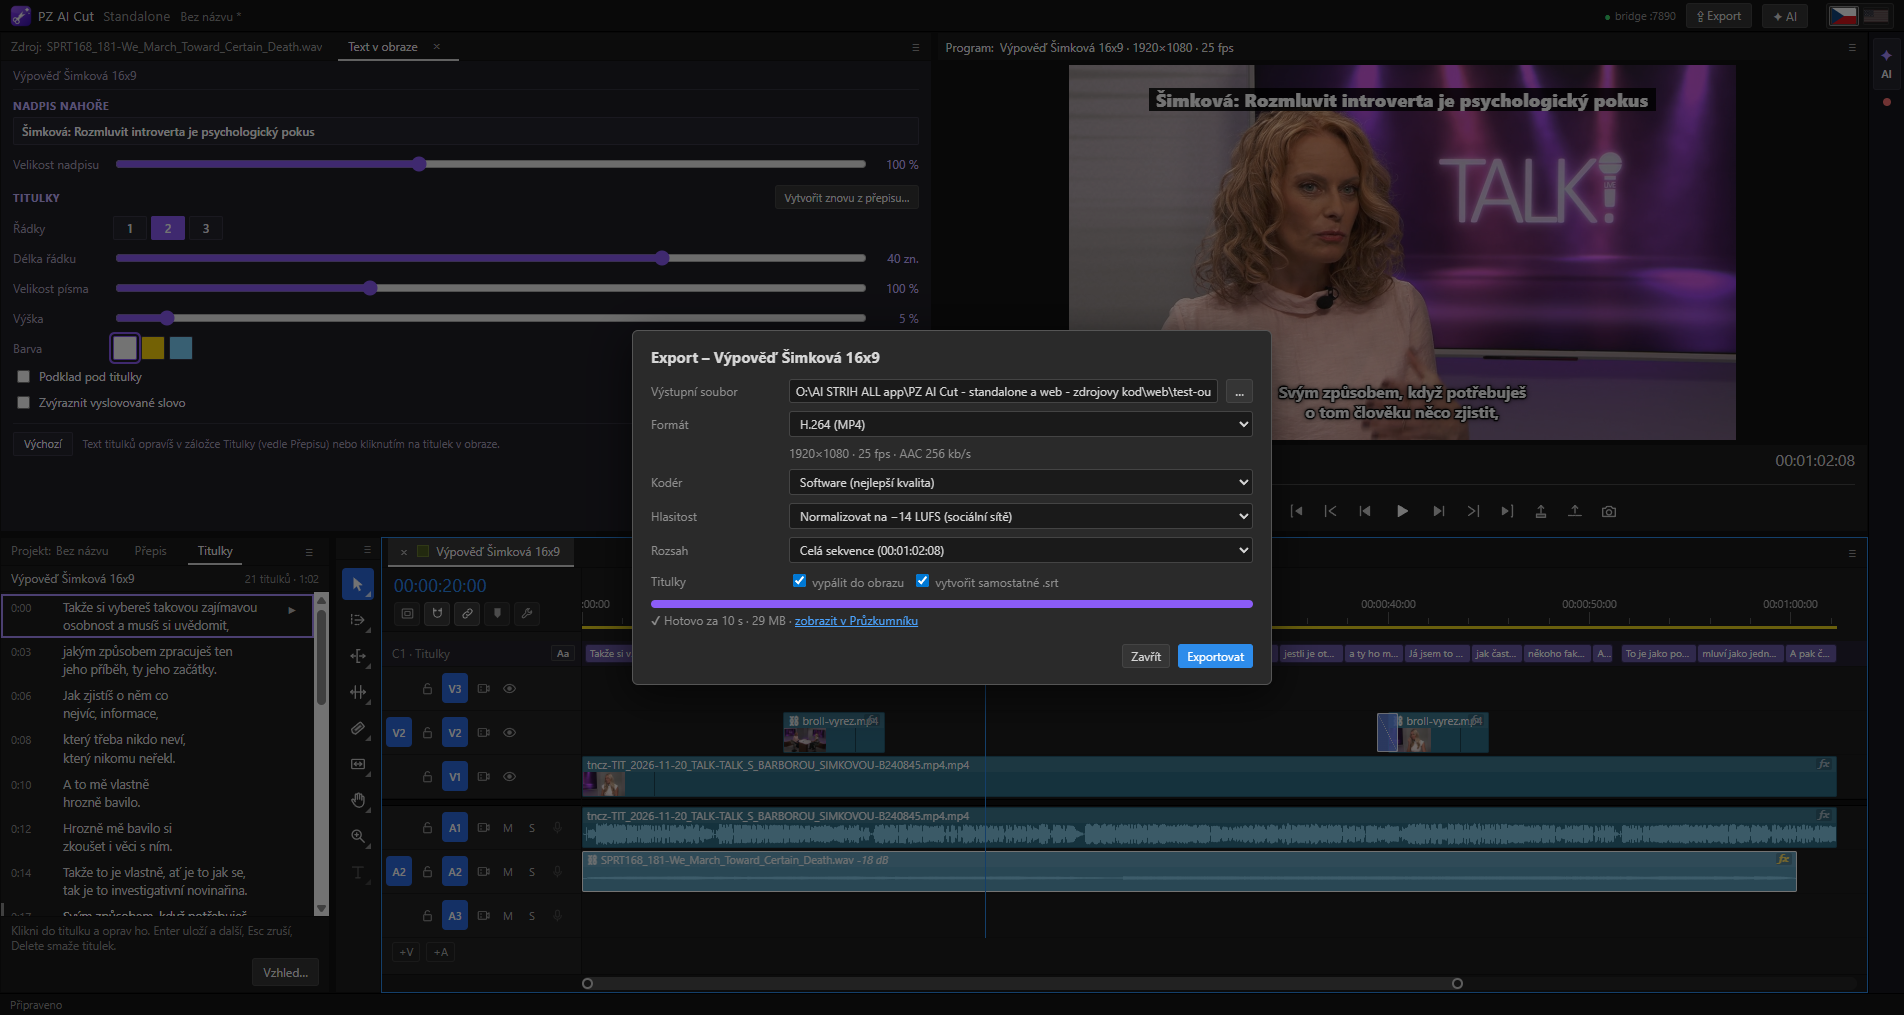 PZ AI Cut Standalone Bez názvu *
bridge :7890
Export
AI
Zdroj: SPRT168_181-We_March_Toward_Certain_Death.wav
Text v obraze
Výpověď Šimková 16x9
NADPIS NAHOŘE
Šimková: Rozmluvit introverta je psychologický pokus
Velikost nadpisu 100 %
TITULKY
Vytvořit znovu z přepisu...
Řádky 1 2 3
Délka řádku 40 zn.
Velikost písma 100 %
Výška 5 %
Barva
Podklad pod titulky
Zvýraznit vyslovované slovo
Výchozí
Text titulků opravíš v záložce Titulky (vedle Přepisu) nebo kliknutím na titulek v obraze.
Program: Výpověď Šimková 16x9 · 1920×1080 · 25 fps
Šimková: Rozmluvit introverta je psychologický pokus
TALK!
LIVE
Svým způsobem, když potřebuješ
o tom člověku něco zjistit,
00:01:02:08
AI
Export – Výpověď Šimková 16x9
Výstupní soubor O:\AI STRIH ALL app\PZ AI Cut - standalone a web - zdrojovy kod\web\test-ou ...
Formát H.264 (MP4)
1920×1080 · 25 fps · AAC 256 kb/s
Kodér Software (nejlepší kvalita)
Hlasitost Normalizovat na −14 LUFS (sociální sítě)
Rozsah Celá sekvence (00:01:02:08)
Titulky vypálit do obrazu vytvořit samostatné .srt
✓ Hotovo za 10 s · 29 MB · zobrazit v Průzkumníku
Zavřít Exportovat
Projekt: Bez názvu Přepis Titulky
Výpověď Šimková 16x9 21 titulků · 1:02
0:00 Takže si vybereš takovou zajímavou
osobnost a musíš si uvědomit,
0:03 jakým způsobem zpracuješ ten
jeho příběh, ty jeho začátky.
0:06 Jak zjistíš o něm co
nejvíc, informace,
0:08 který třeba nikdo neví,
který nikomu neřekl.
0:10 A to mě vlastně
hrozně bavilo.
0:12 Hrozně mě bavilo si
zkoušet i věci s ním.
0:14 Takže to je vlastně, ať je to jak se,
tak je to investigativní novinařina.
0:17 Svým způsobem, když potřebuješ
Klikni do titulku a oprav ho. Enter uloží a další, Esc zruší,
Delete smaže titulek.
Vzhled...
Připraveno
Výpověď Šimková 16x9
00:00:20:00
:00:00 00:00:40:00 00:00:50:00 00:01:00:00
C1 · Titulky Aa
Takže si v... jestli je ot... a ty ho m... Já jsem to ... jak čast... někoho fak... A... To je jako po... mluví jako jedn... A pak č...
V3
V2 V2
broll-vyrez.mp4 fx
broll-vyrez.mp4 fx
V1
tncz-TIT_2026-11-20_TALK-TALK_S_BARBOROU_SIMKOVOU-B240845.mp4.mp4 fx
A1 M S
tncz-TIT_2026-11-20_TALK-TALK_S_BARBOROU_SIMKOVOU-B240845.mp4.mp4 fx
A2 A2 M S
SPRT168_181-We_March_Toward_Certain_Death.wav -18 dB fx
A3 M S
+V +A